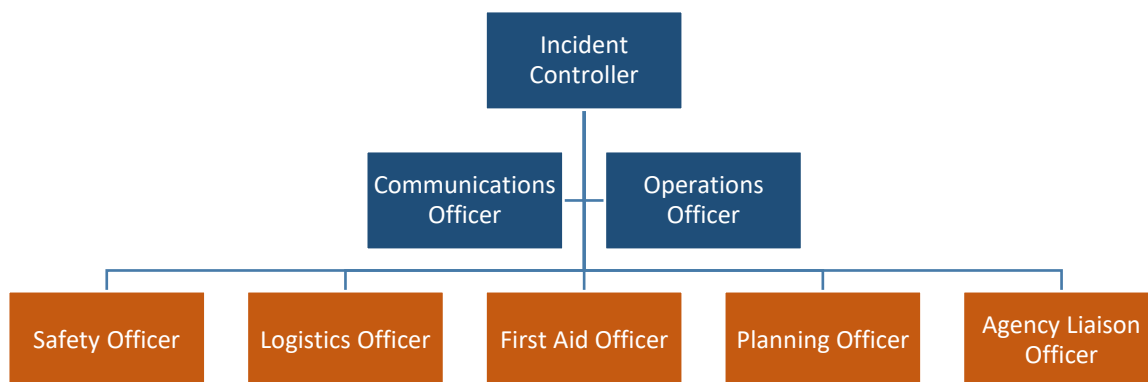 Incident
Controller
Communications
Officer
Operations
Officer
Safety Officer
Logistics Officer
First Aid Officer
Planning Officer
Agency Liaison
Officer